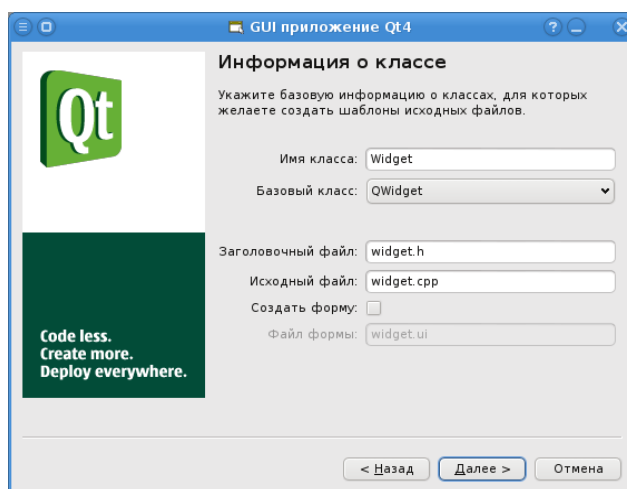 GUI приложение Qt4
Qt
Информация о классе
Укажите базовую информацию о классах, для которых
желаете создать шаблоны исходных файлов.
Имя класса: Widget
Базовый класс: QWidget
Заголовочный файл: widget.h
Исходный файл: widget.cpp
Создать форму:
Файл формы: widget.ui
Code less.
Create more.
Deploy everywhere.
< Назад Далее > Отмена